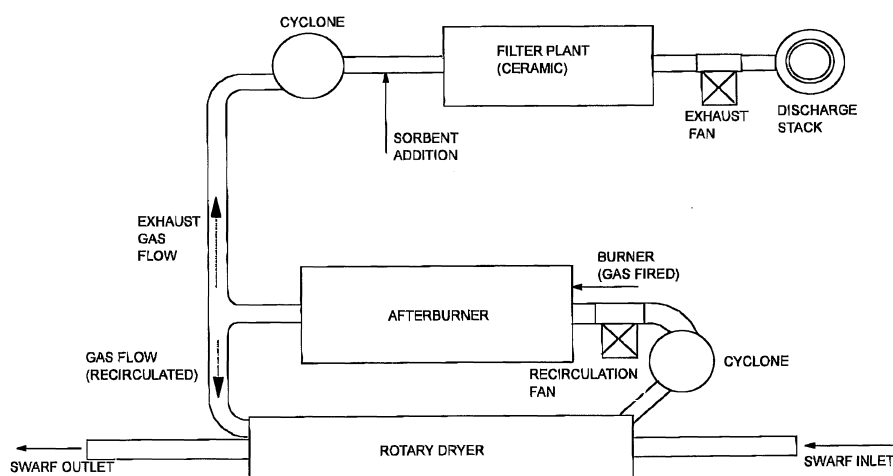 CYCLONE
FILTER PLANT
(CERAMIC)
SORBENT
ADDITION
EXHAUST
FAN
DISCHARGE
STACK
EXHAUST
GAS
FLOW
BURNER
(GAS FIRED)
AFTERBURNER
GAS FLOW
(RECIRCULATED)
RECIRCULATION
FAN
CYCLONE
ROTARY DRYER
SWARF OUTLET
SWARF INLET